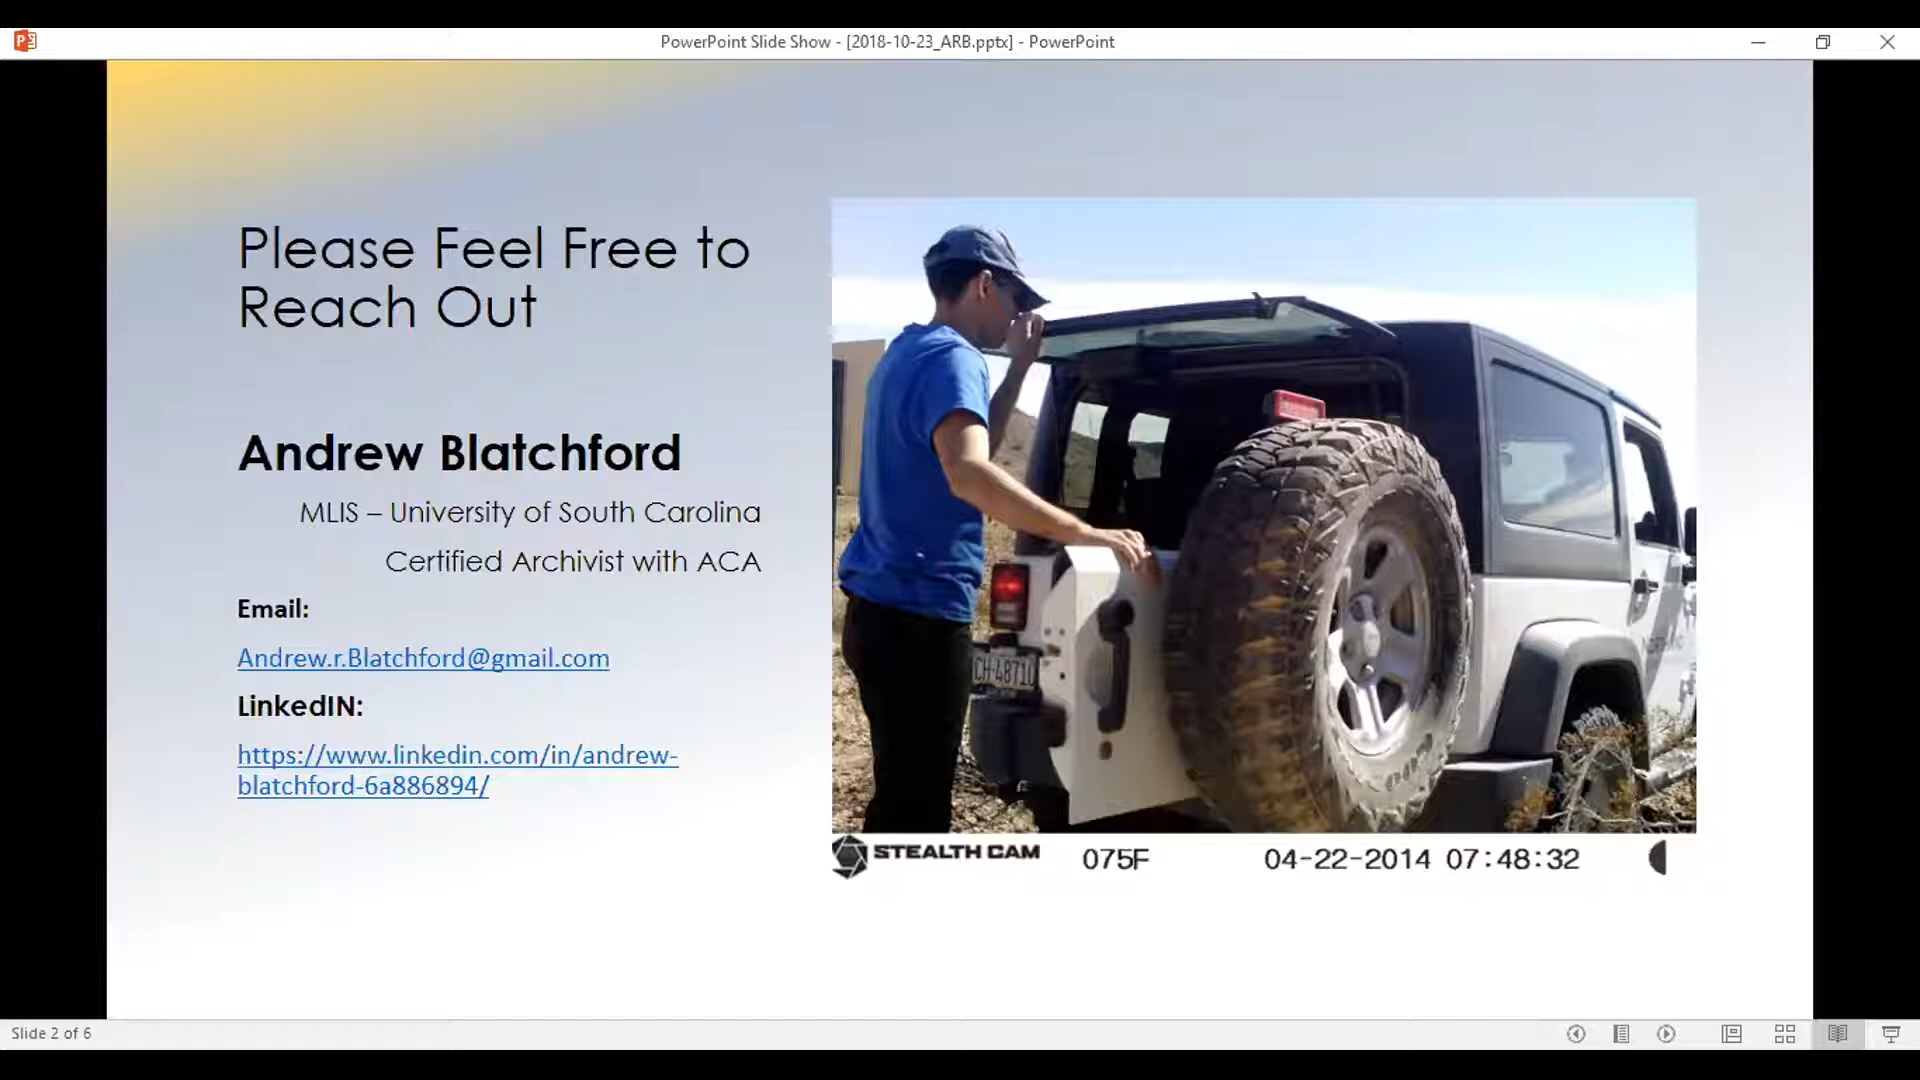 PowerPoint Slide Show - [2018-10-23_ARB.pptx] - PowerPoint
Please Feel Free to
Reach Out
Andrew Blatchford
MLIS – University of South Carolina
Certified Archivist with ACA
Email:
Andrew.r.Blatchford@gmail.com
LinkedIN:
https://www.linkedin.com/in/andrew-
blatchford-6a886894/
CH-48710
STEALTH CAM 075F 04-22-2014 07:48:32
Slide 2 of 6